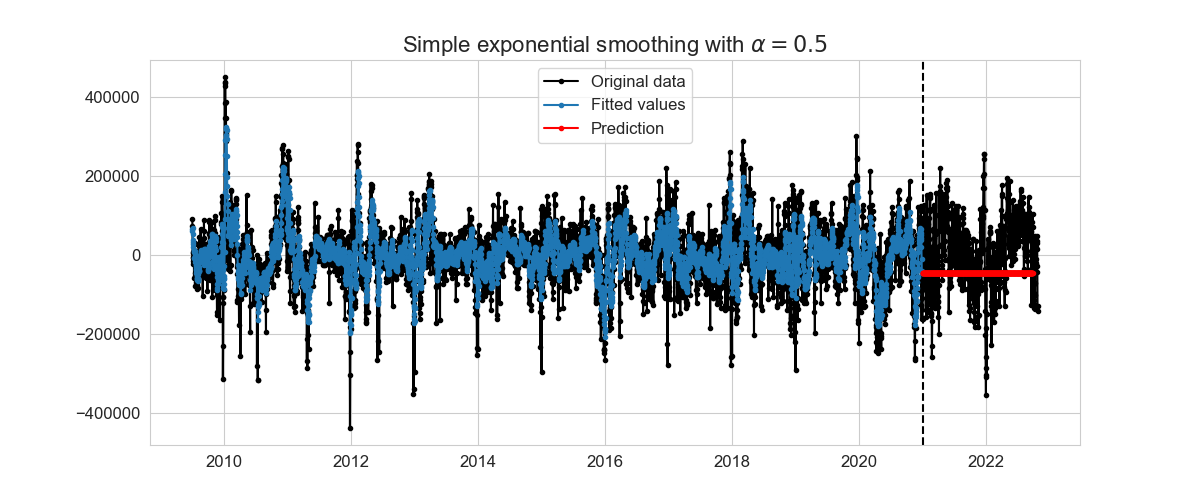 Simple exponential smoothing with α = 0.5
Original data
Fitted values
Prediction
400000
200000
0
−200000
−400000
2010 2012 2014 2016 2018 2020 2022